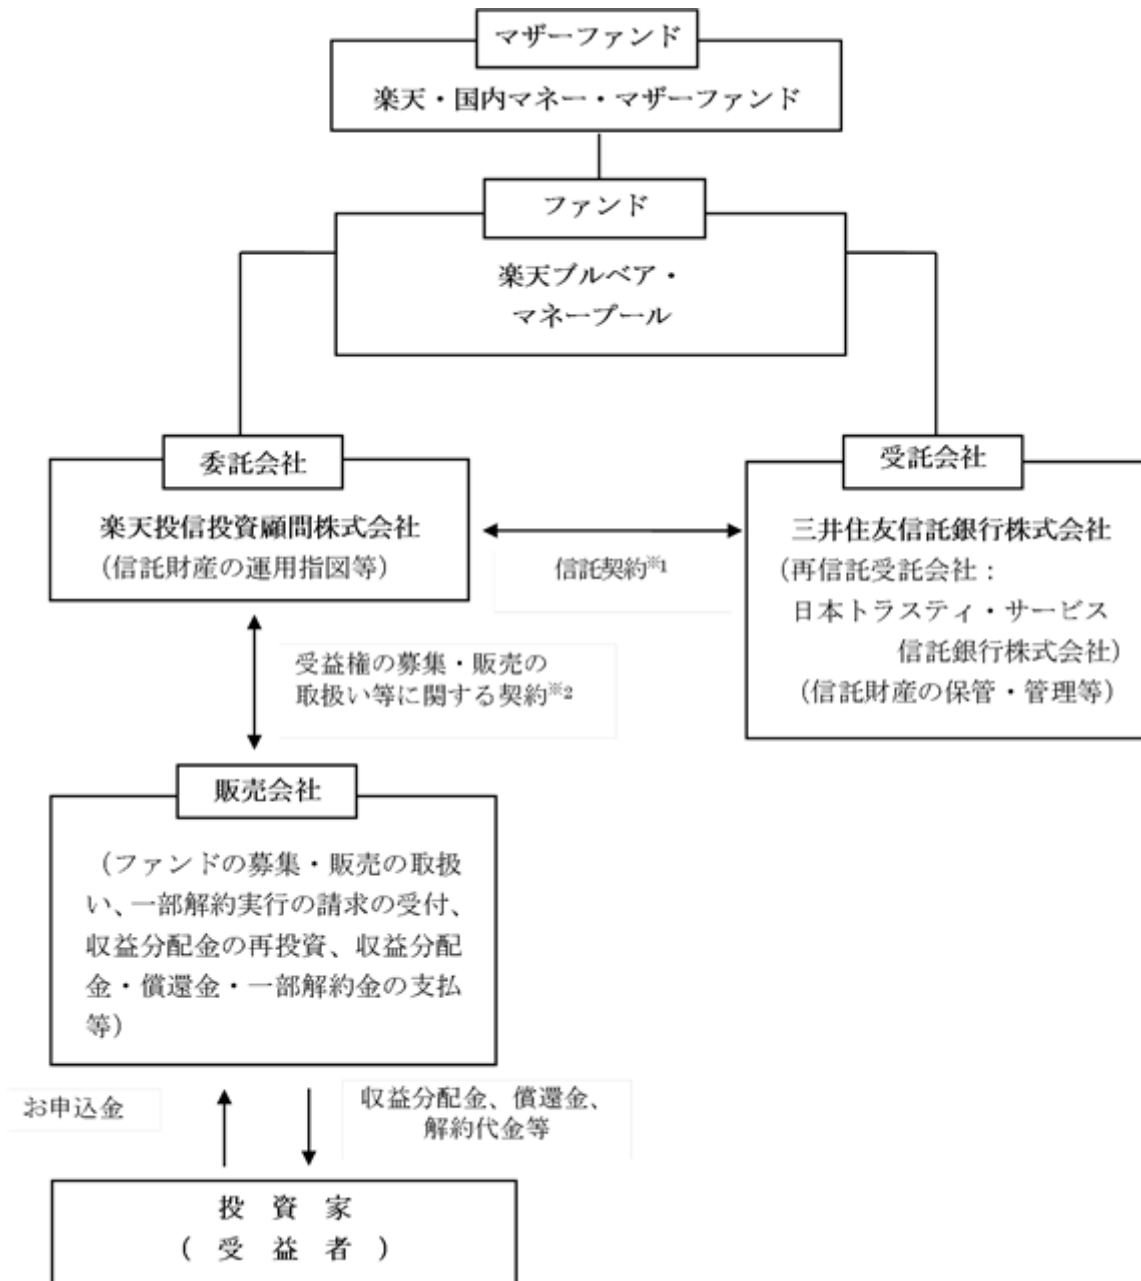 マザーファンド
楽天・国内マネー・マザーファンド
ファンド
楽天ブルベア・
マネープール
委託会社
楽天投信投資顧問株式会社
(信託財産の運用指図等)
信託契約※1
受託会社
三井住友信託銀行株式会社
(再信託受託会社:
日本トラスティ・サービス
信託銀行株式会社)
(信託財産の保管・管理等)
受益権の募集・販売の
取扱い等に関する契約※2
販売会社
(ファンドの募集・販売の取扱
い、一部解約実行の請求の受付、
収益分配金の再投資、収益分配
金・償還金・一部解約金の支払
等)
お申込金
収益分配金、償還金、
解約代金等
投 資 家
( 受 益 者 )